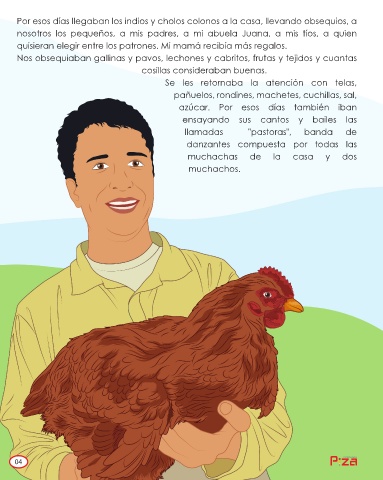 Por esos días llegaban los indios y cholos colonos a la casa, llevando obsequios, a
nosotros los pequeños, a mis padres, a mi abuela Juana, a mis tíos, a quien
quisieran elegir entre los patrones. Mi mamá recibía más regalos.
Nos obsequiaban gallinas y pavos, lechones y cabritos, frutas y tejidos y cuantas
cosillas consideraban buenas.
Se les retornaba la atención con telas,
pañuelos, rondines, machetes, cuchillas, sal,
azúcar. Por esos días también iban
ensayando sus cantos y bailes las
llamadas "pastoras", banda de
danzantes compuesta por todas las
muchachas de la casa y dos
muchachos.
04